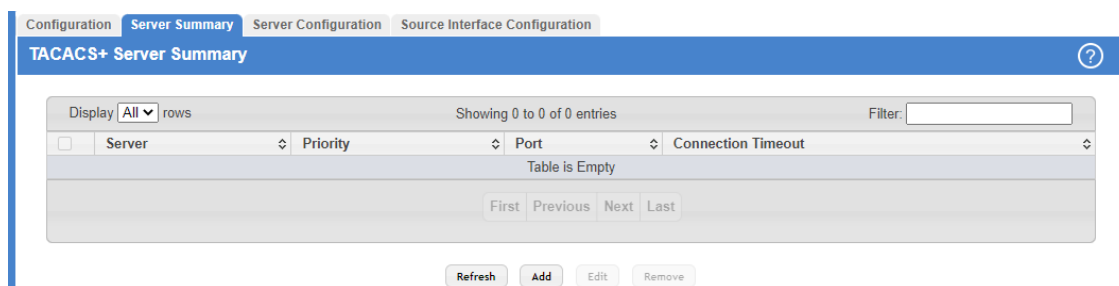 Configuration Server Summary Server Configuration Source Interface Configuration
TACACS+ Server Summary ?
Display All rows Showing 0 to 0 of 0 entries Filter:
Server Priority Port Connection Timeout
Table is Empty
First Previous Next Last
Refresh Add Edit Remove